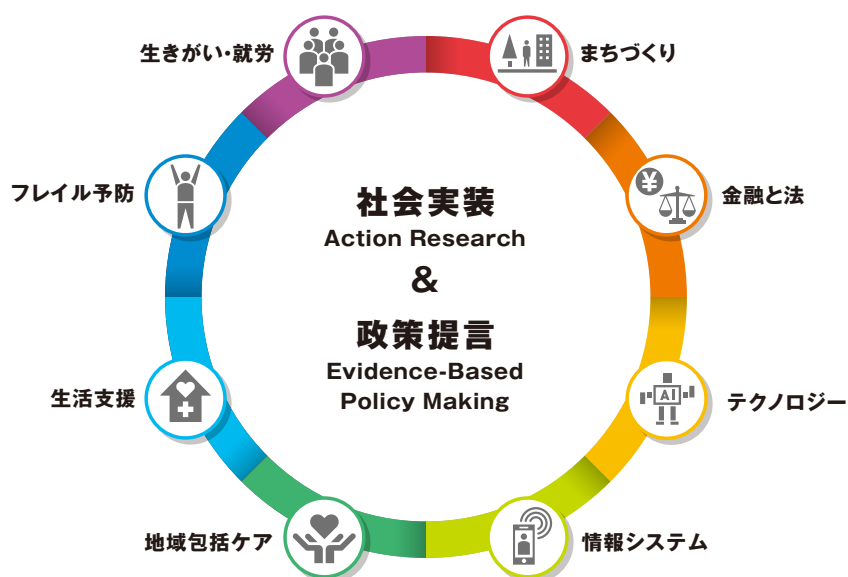 生きがい・就労
まちづくり
フレイル予防
金融と法
¥
社会実装
Action Research
&
政策提言
Evidence-Based
Policy Making
生活支援
AI
テクノロジー
地域包括ケア
情報システム